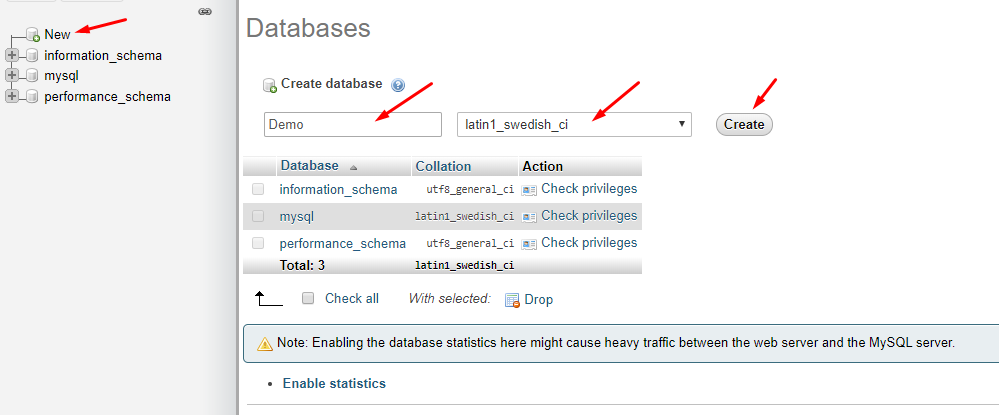 New
information_schema
mysql
performance_schema
Databases
Create database
Demo
latin1_swedish_ci
Create
Database Collation Action
information_schema utf8_general_ci Check privileges
mysql latin1_swedish_ci Check privileges
performance_schema utf8_general_ci Check privileges
Total: 3 latin1_swedish_ci
Check all With selected: Drop
Note: Enabling the database statistics here might cause heavy traffic between the web server and the MySQL server.
Enable statistics